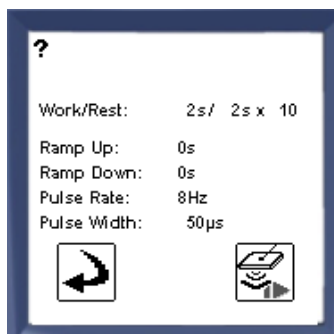 ?
Work/Rest: 2s/ 2s x 10
Ramp Up: 0s
Ramp Down: 0s
Pulse Rate: 8Hz
Pulse Width: 50µs